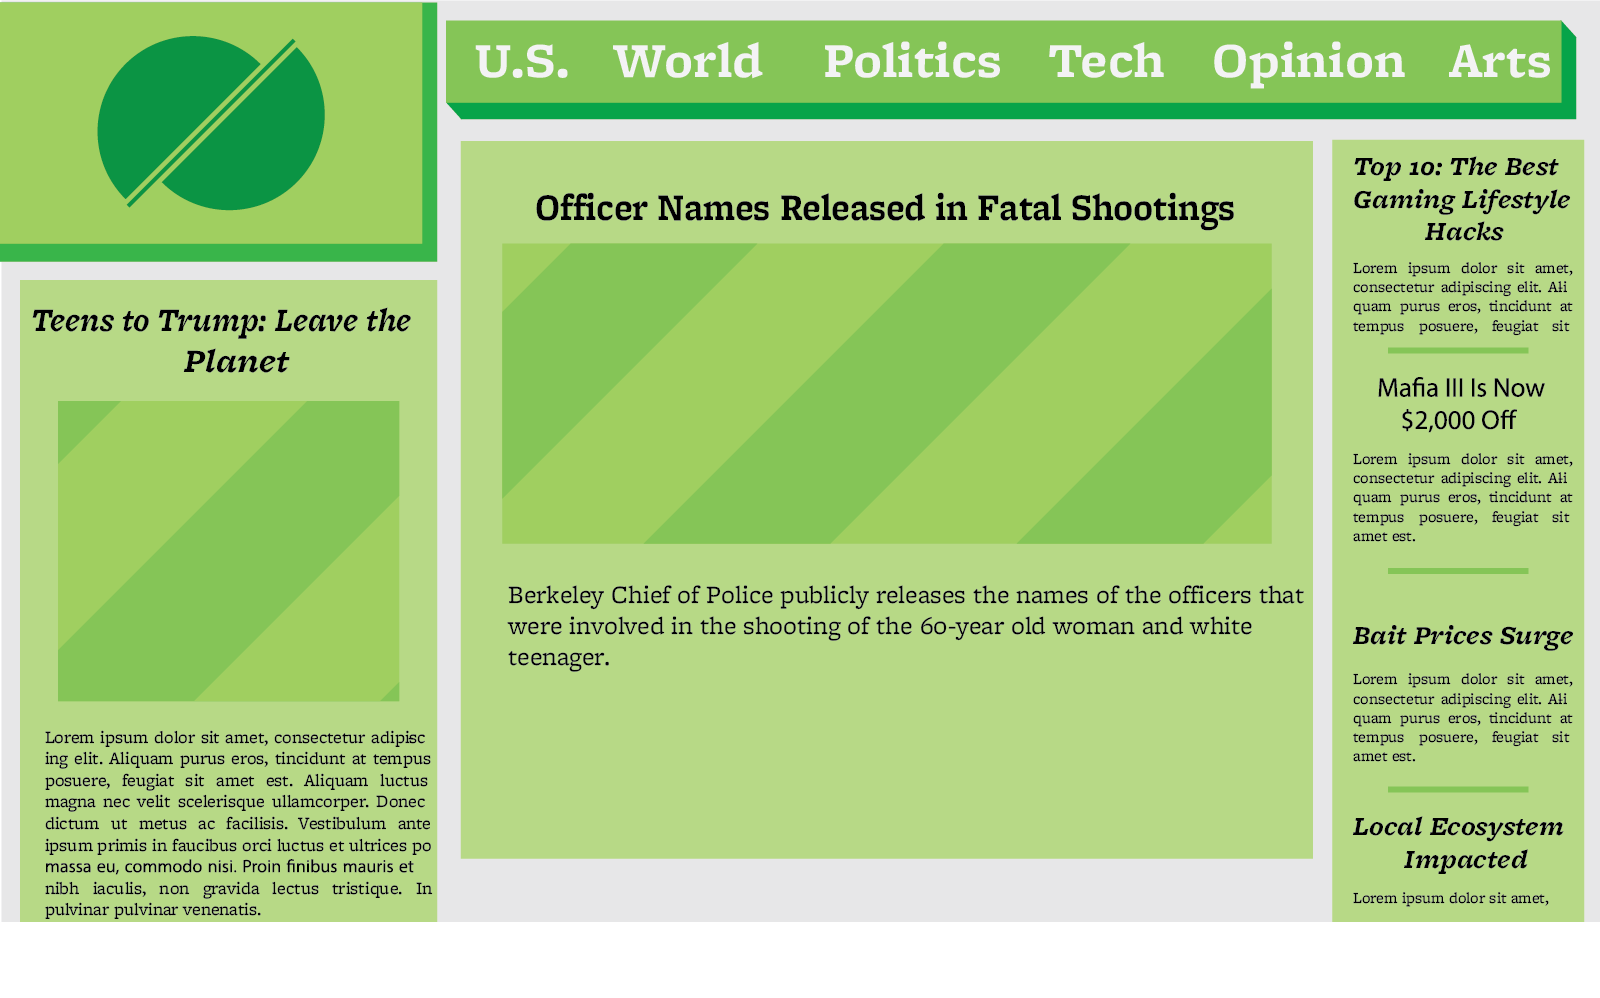 U.S. World Politics Tech Opinion Arts
Teens to Trump: Leave the
Planet
Lorem ipsum dolor sit amet, consectetur adipisc
ing elit. Aliquam purus eros, tincidunt at tempus
posuere, feugiat sit amet est. Aliquam luctus
magna nec velit scelerisque ullamcorper. Donec
dictum ut metus ac facilisis. Vestibulum ante
ipsum primis in faucibus orci luctus et ultrices po
massa eu, commodo nisi. Proin finibus mauris et
nibh iaculis, non gravida lectus tristique. In
pulvinar pulvinar venenatis.
Officer Names Released in Fatal Shootings
Berkeley Chief of Police publicly releases the names of the officers that
were involved in the shooting of the 60-year old woman and white
teenager.
Top 10: The Best
Gaming Lifestyle
Hacks
Lorem ipsum dolor sit amet,
consectetur adipiscing elit. Ali
quam purus eros, tincidunt at
tempus posuere, feugiat sit
Mafia III Is Now
$2,000 Off
Lorem ipsum dolor sit amet,
consectetur adipiscing elit. Ali
quam purus eros, tincidunt at
tempus posuere, feugiat sit
amet est.
Bait Prices Surge
Lorem ipsum dolor sit amet,
consectetur adipiscing elit. Ali
quam purus eros, tincidunt at
tempus posuere, feugiat sit
amet est.
Local Ecosystem
Impacted
Lorem ipsum dolor sit amet,